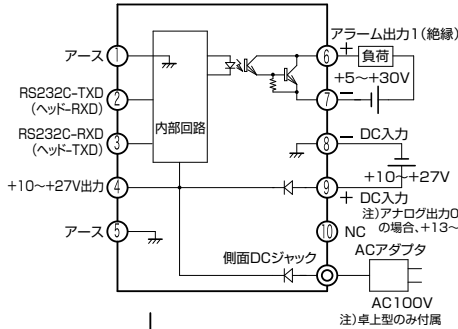 アース
①
RS232C-TXD
(ヘッド-RXD)
②
RS232C-RXD
(ヘッド-TXD)
③
+10～+27V出力
④
アース
⑤
内部回路
アラーム出力1(絶縁)
⑥
+
負荷
+5～+30V
⑦
−
⑧
− DC入力
+10～+27V
⑨
+ DC入力
注)アナログ出力0
の場合、+13～
⑩
NC
側面DCジャック
ACアダプタ
AC100V
注)卓上型のみ付属